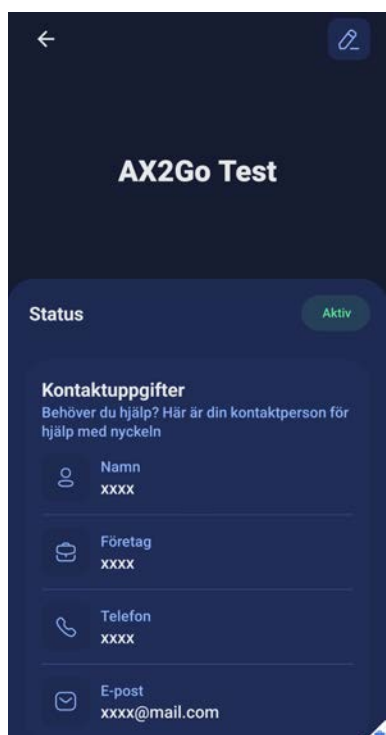 AX2Go Test
Status
Aktiv
Kontaktuppgifter
Behöver du hjälp? Här är din kontaktperson för
hjälp med nyckeln
Namn
xxxx
Företag
xxxx
Telefon
xxxx
E-post
xxxx@mail.com